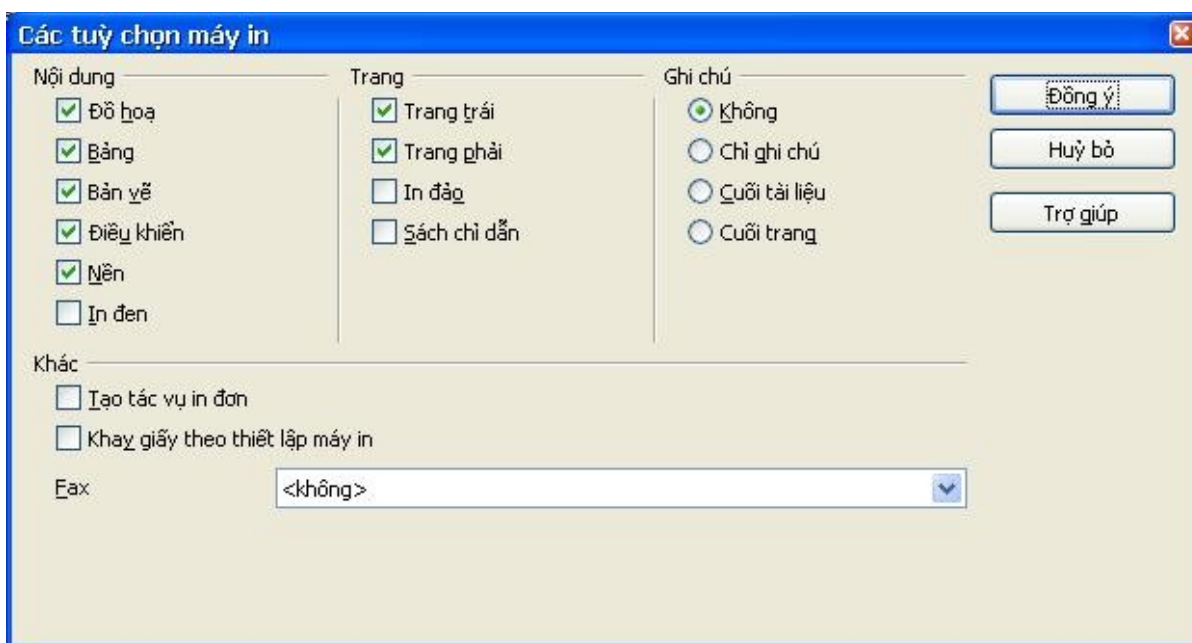 Các tuỳ chọn máy in
Nội dung
Đồ hoạ
Bảng
Bản vẽ
Điều khiển
Nền
In đen
Trang
Trang trái
Trang phải
In đảo
Sách chỉ dẫn
Ghi chú
Không
Chỉ ghi chú
Cuối tài liệu
Cuối trang
Đồng ý
Huỷ bỏ
Trợ giúp
Khác
Tạo tác vụ in đơn
Khay giấy theo thiết lập máy in
Fax
<không>